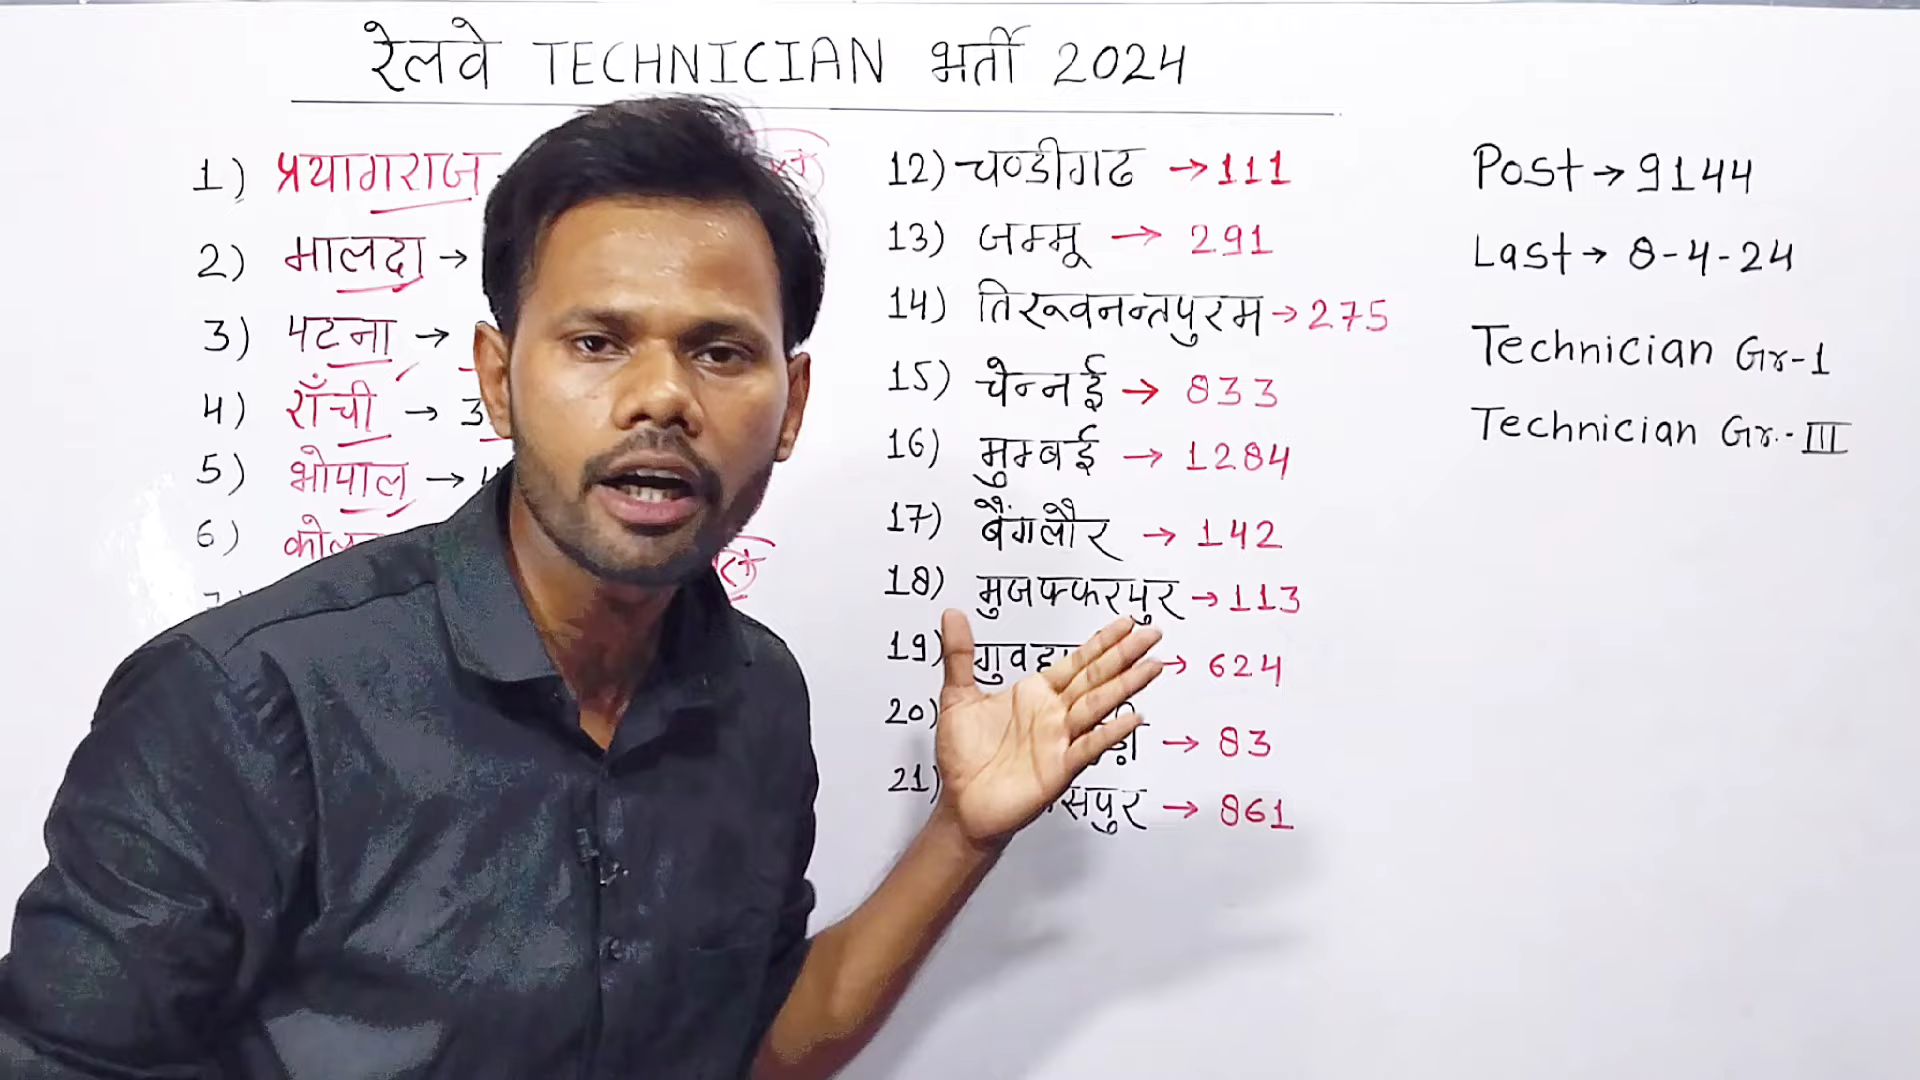 रेलवे TECHNICIAN भर्ती 2024
1) प्रयागराज
2) मालदा →
3) पटना →
4) राँची → 3
5) भोपाल →
6)
12) चण्डीगढ → 111
13) जम्मू → 291
14) तिरूवनन्तपुरम → 275
15) चेन्नई → 833
16) मुम्बई → 1284
17) बैंगलौर → 142
18) मुजफ्फरपुर → 113
19) → 624
20) → 83
21) → 861
Post → 9144
Last → 8-4-24
Technician Gr-1
Technician Gr.-III